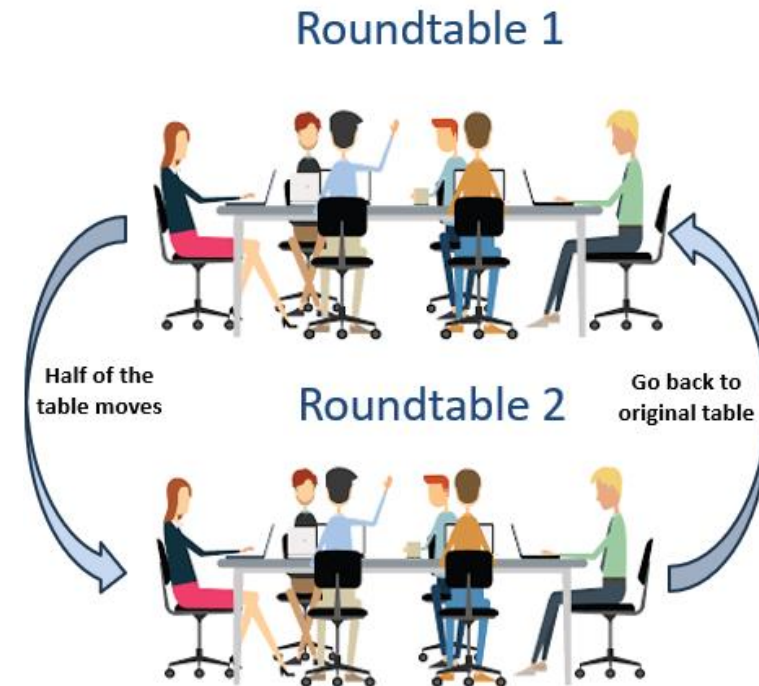 Roundtable 1
Half of the
table moves
Roundtable 2
Go back to
original table